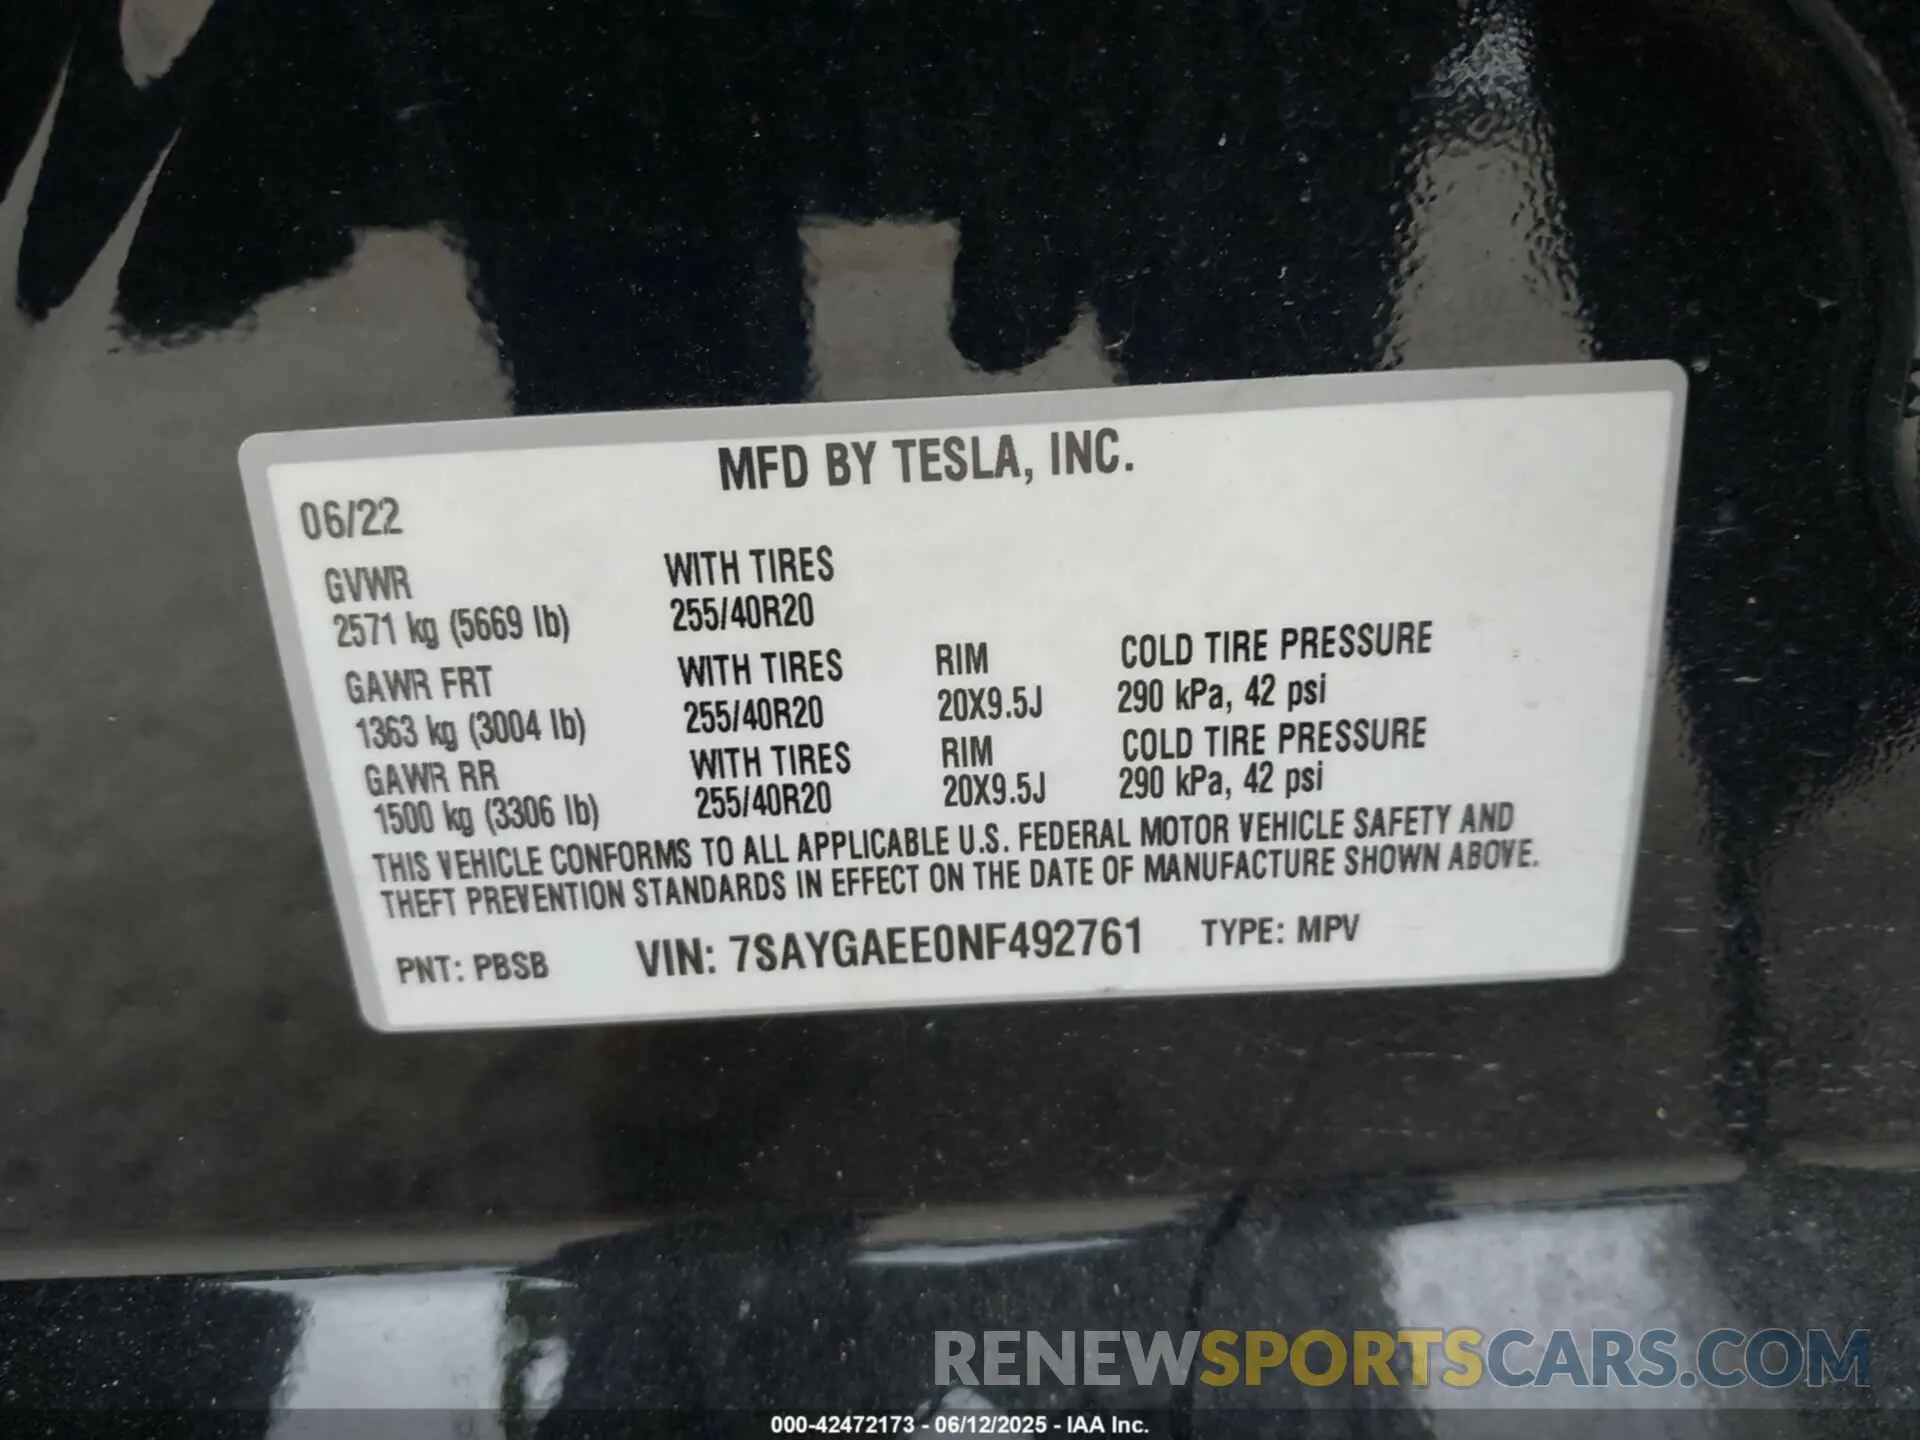 MFD BY TESLA, INC.
06/22
GVWR WITH TIRES
2571 kg (5669 lb) 255/40R20
GAWR FRT WITH TIRES RIM COLD TIRE PRESSURE
1363 kg (3004 lb) 255/40R20 20X9.5J 290 kPa, 42 psi
GAWR RR WITH TIRES RIM COLD TIRE PRESSURE
1500 kg (3306 lb) 255/40R20 20X9.5J 290 kPa, 42 psi
THIS VEHICLE CONFORMS TO ALL APPLICABLE U.S. FEDERAL MOTOR VEHICLE SAFETY AND
THEFT PREVENTION STANDARDS IN EFFECT ON THE DATE OF MANUFACTURE SHOWN ABOVE.
PNT: PBSB VIN: 7SAYGAEE0NF492761 TYPE: MPV
RENEWSPORTSCARS.COM
000-42472173 - 06/12/2025 - IAA Inc.